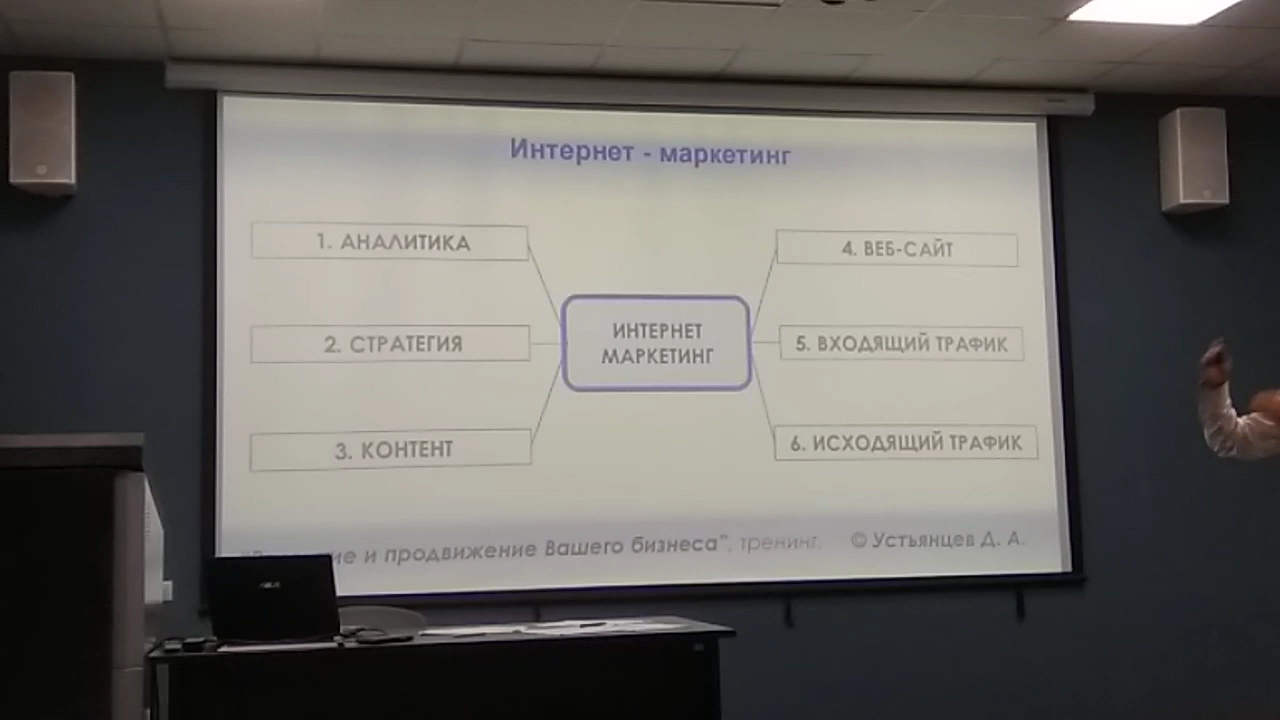 Интернет - маркетинг
1. АНАЛИТИКА
2. СТРАТЕГИЯ
3. КОНТЕНТ
ИНТЕРНЕТ
МАРКЕТИНГ
4. ВЕБ-САЙТ
5. ВХОДЯЩИЙ ТРАФИК
6. ИСХОДЯЩИЙ ТРАФИК
и продвижение Вашего бизнеса", тренинг, © Устьянцев Д. А.